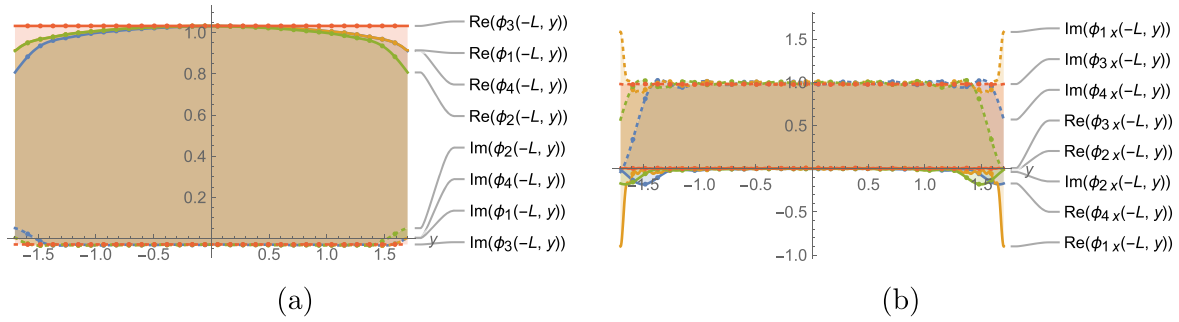 1.0
0.8
0.6
0.4
0.2
−1.5 −1.0 −0.5 0.5 1.0 1.5 y
Re(ϕ3(−L, y))
Re(ϕ1(−L, y))
Re(ϕ4(−L, y))
Re(ϕ2(−L, y))
Im(ϕ2(−L, y))
Im(ϕ4(−L, y))
Im(ϕ1(−L, y))
Im(ϕ3(−L, y))
(a)
1.5
1.0
0.5
−0.5
−1.0
−1.5 −1.0 −0.5 0.5 1.0 1.5 y
Im(ϕ1 x(−L, y))
Im(ϕ3 x(−L, y))
Im(ϕ4 x(−L, y))
Re(ϕ3 x(−L, y))
Re(ϕ2 x(−L, y))
Im(ϕ2 x(−L, y))
Re(ϕ4 x(−L, y))
Re(ϕ1 x(−L, y))
(b)